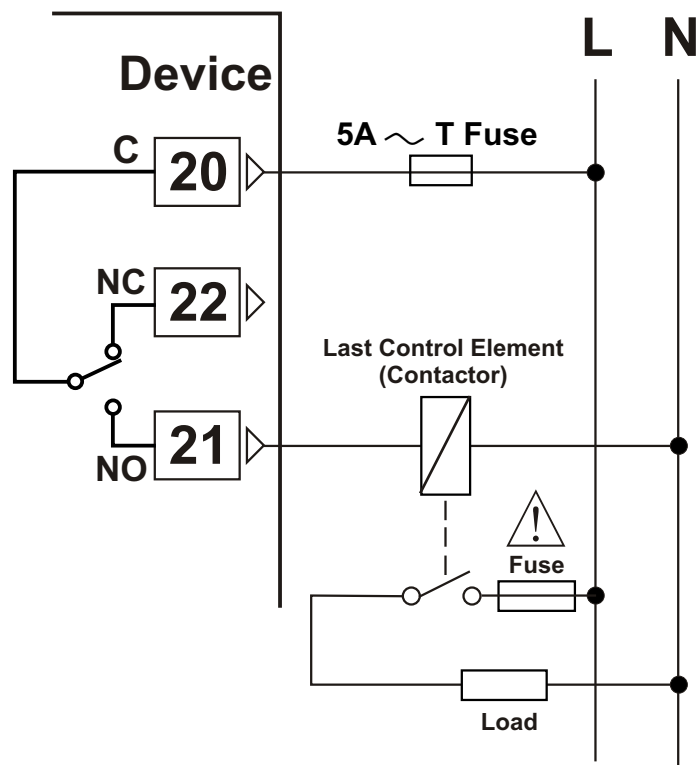 L N
Device
5A ~ T Fuse
C
20
NC
22
Last Control Element
(Contactor)
21
NO
!
Fuse
Load